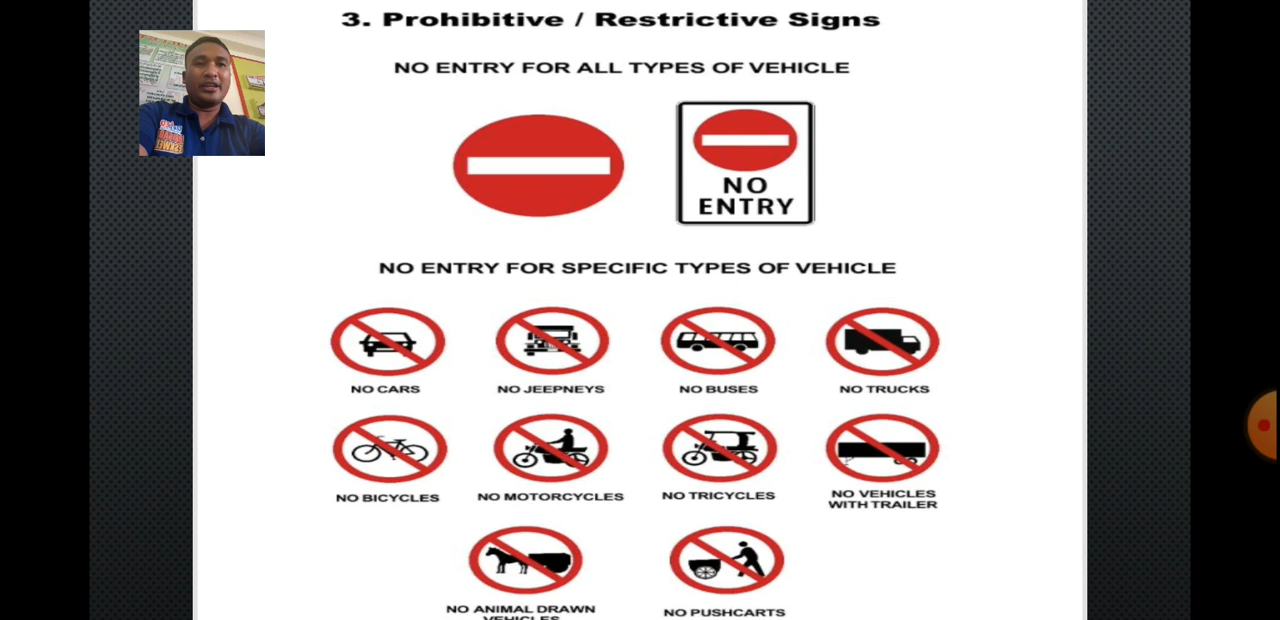 3. Prohibitive / Restrictive Signs
NO ENTRY FOR ALL TYPES OF VEHICLE
NO
ENTRY
NO ENTRY FOR SPECIFIC TYPES OF VEHICLE
NO CARS
NO JEEPNEYS
NO BUSES
NO TRUCKS
NO BICYCLES
NO MOTORCYCLES
NO TRICYCLES
NO VEHICLES
WITH TRAILER
NO ANIMAL DRAWN
VEHICLES
NO PUSHCARTS